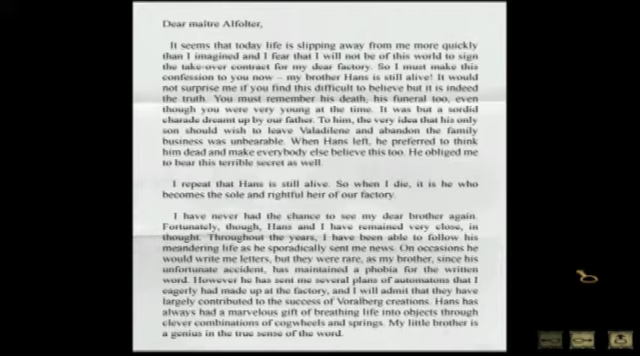 Dear maître Alfolter,
It seems that today life is slipping away from me more quickly
than I imagined and I fear that I will not be of this world to sign
the take-over contract for my dear factory. So I must make this
confession to you now – my brother Hans is still alive! It would
not surprise me if you find this difficult to believe but it is indeed
the truth. You must remember his death, his funeral too, even
though you were very young at the time. It was but a sordid
charade dreamt up by our father. To him, the very idea that his only
son should wish to leave Valadilene and abandon the family
business was unbearable. When Hans left, he preferred to think
him dead and make everybody else believe this too. He obliged me
to bear this terrible secret as well.
I repeat that Hans is still alive. So when I die, it is he who
becomes the sole and rightful heir of our factory.
I have never had the chance to see my dear brother again.
Fortunately, though, Hans and I have remained very close, in
thought. Throughout the years, I have been able to follow his
meandering life as he sporadically sent me news. On occasions he
would write me letters, but they were rare, as my brother, since his
unfortunate accident, has maintained a phobia for the written
word. However he has sent me several plans of automatons that I
eagerly had made up at the factory, and I will admit that they have
largely contributed to the success of Voralberg creations. Hans has
always had a marvelous gift of breathing life into objects through
clever combinations of cogwheels and springs. My little brother is
a genius in the true sense of the word.